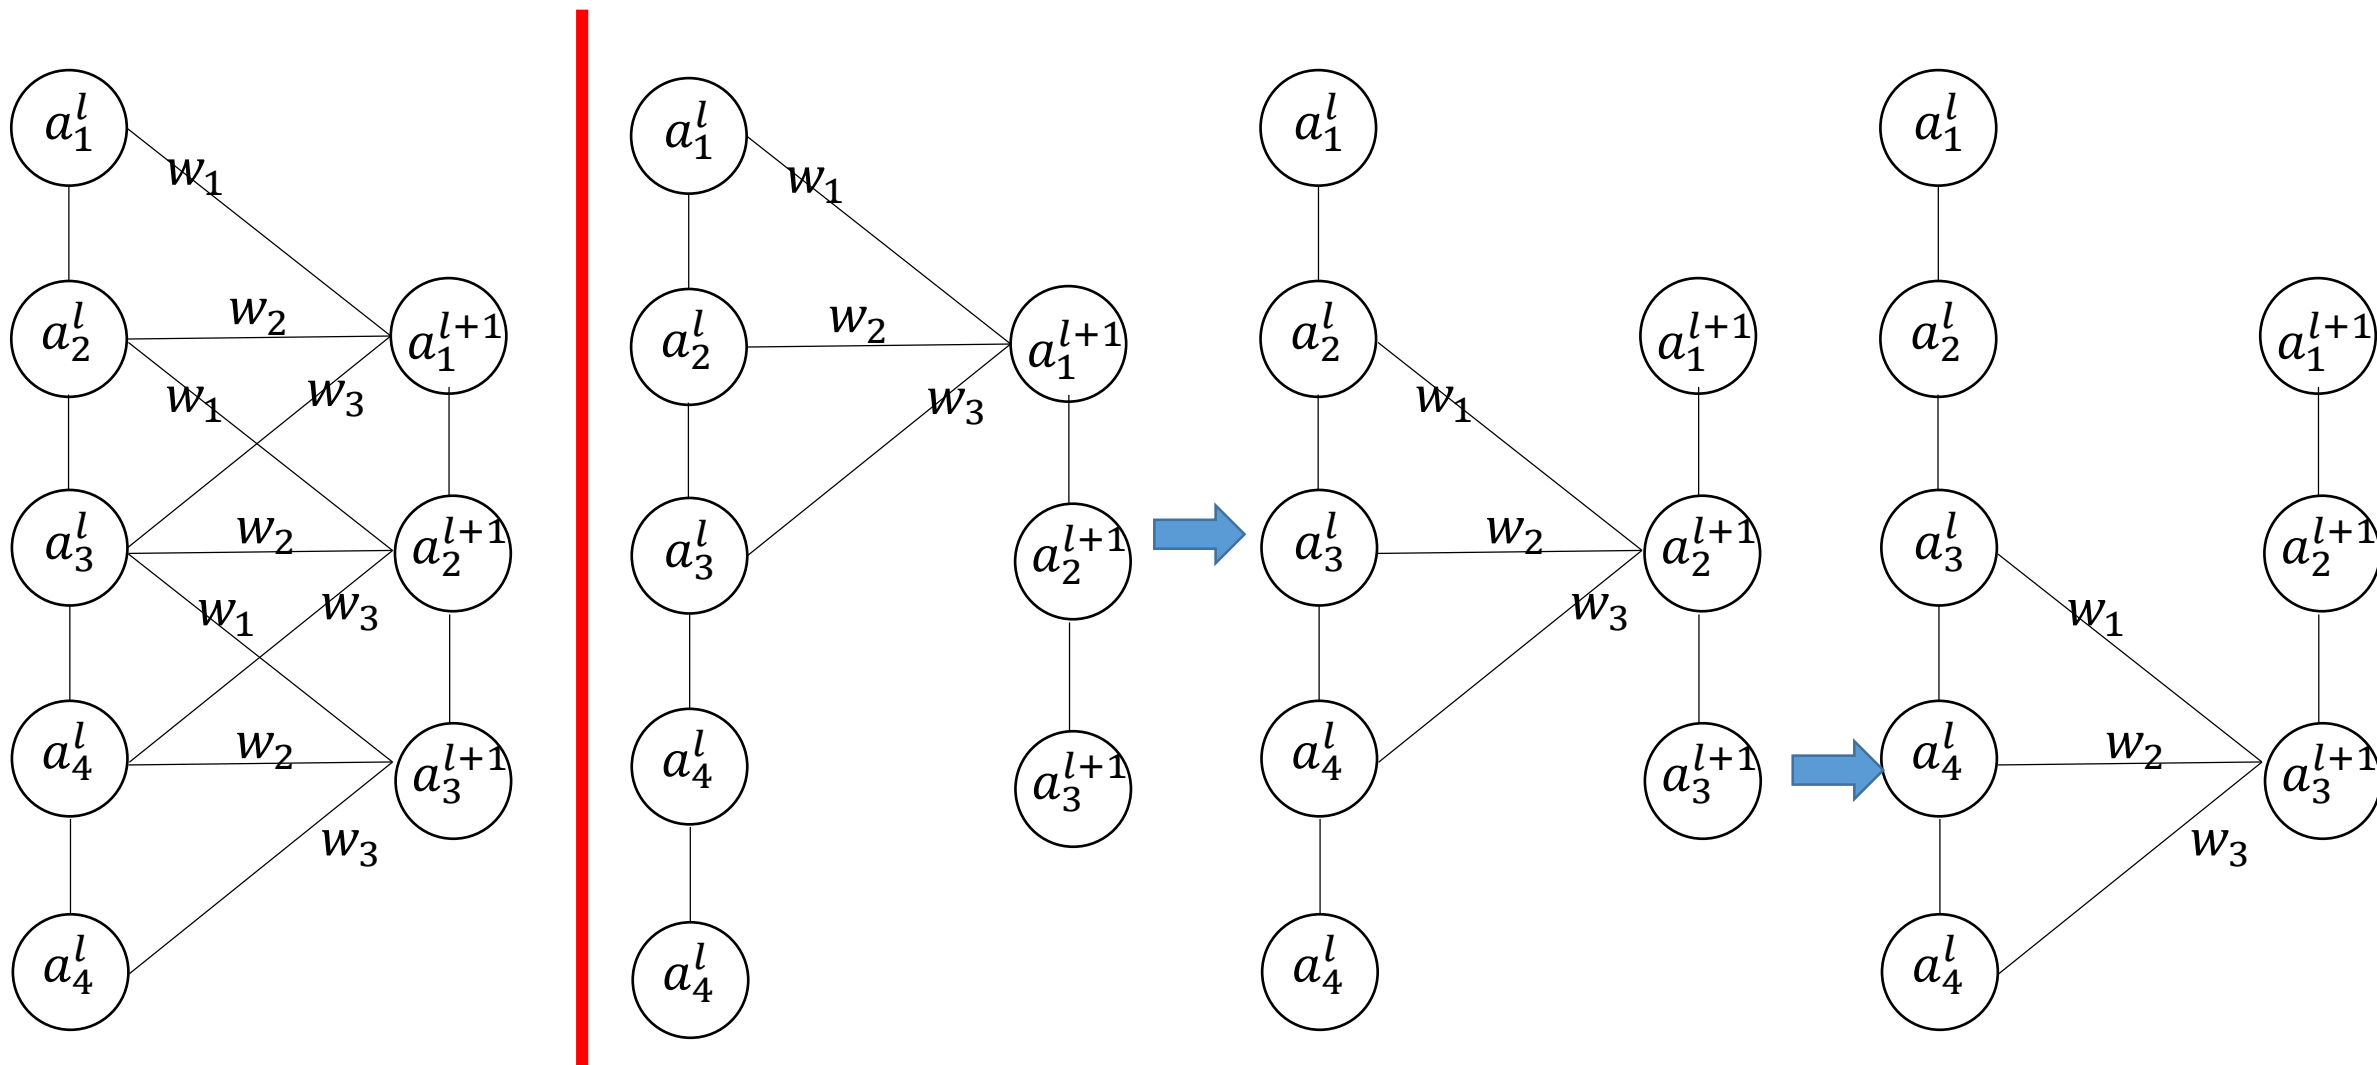 a_1^l
w_1
a_2^l
w_2
a_1^{l+1}
w_1
w_3
a_3^l
w_2
a_2^{l+1}
w_1
w_3
a_4^l
w_2
a_3^{l+1}
w_3
a_4^l
a_1^l
w_1
a_2^l
w_2
a_1^{l+1}
w_3
a_3^l
a_2^{l+1}
a_4^l
a_3^{l+1}
a_4^l
a_1^l
a_2^l
a_1^{l+1}
w_1
a_3^l
w_2
a_2^{l+1}
w_3
a_4^l
a_3^{l+1}
a_4^l
a_1^l
a_2^l
a_1^{l+1}
a_3^l
a_2^{l+1}
w_1
a_4^l
w_2
a_3^{l+1}
w_3
a_4^l